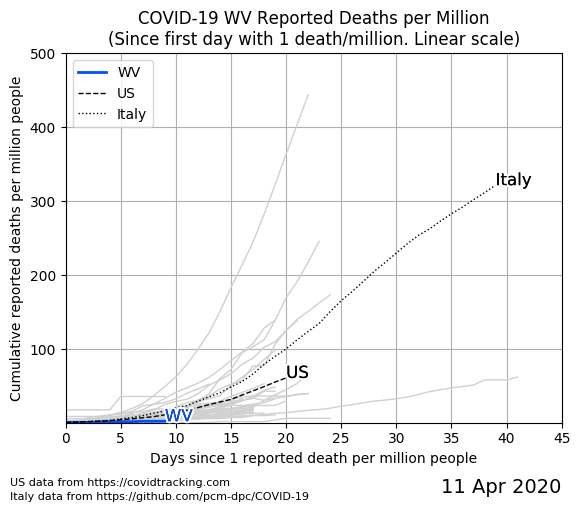 COVID-19 WV Reported Deaths per Million
(Since first day with 1 death/million. Linear scale)
Cumulative reported deaths per million people
500
400
300
200
100
WV
US
Italy
Italy
US
WV
0 5 10 15 20 25 30 35 40 45
Days since 1 reported death per million people
US data from https://covidtracking.com
Italy data from https://github.com/pcm-dpc/COVID-19
11 Apr 2020